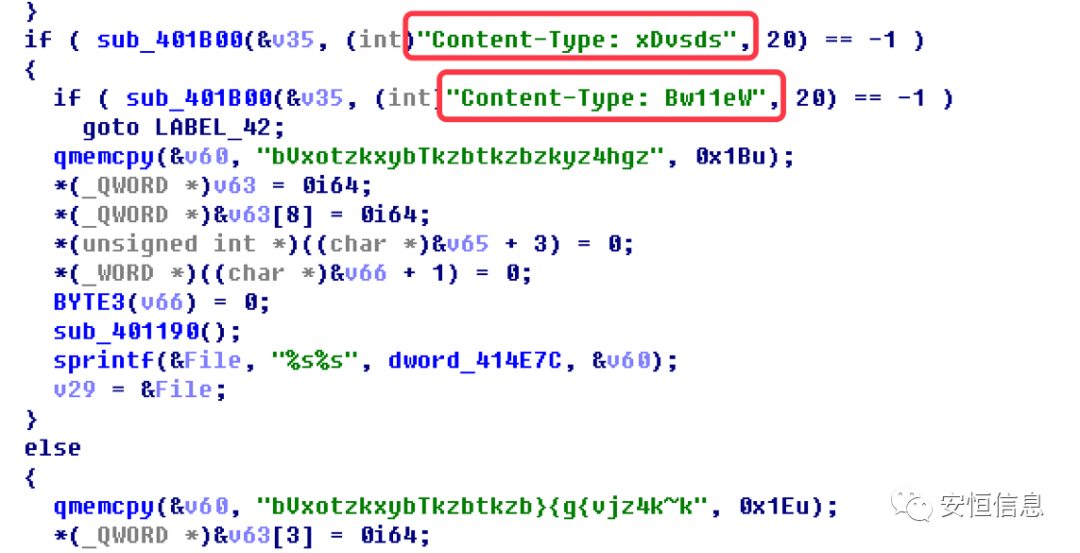 }
if ( sub_401B00(&v35, (int)"Content-Type: xDvsds", 20) == -1 )
{
if ( sub_401B00(&v35, (int)"Content-Type: Bw11eW", 20) == -1 )
goto LABEL_42;
qmemcpy(&v60, "bVxotzkxybTkzbtkzbzkyz4hgz", 0x1Bu);
*(_QWORD *)v63 = 0i64;
*(_QWORD *)&v63[8] = 0i64;
*(unsigned int *)((char *)&v65 + 3) = 0;
*(_WORD *)((char *)&v66 + 1) = 0;
BYTE3(v66) = 0;
sub_401190();
sprintf(&File, "%s%s", dword_414E7C, &v60);
v29 = &File;
}
else
{
qmemcpy(&v60, "bVxotzkxybTkzbtkzb}{g{vjz4k~k", 0x1Eu);
*(_QWORD *)&v63[3] = 0i64;
安恒信息